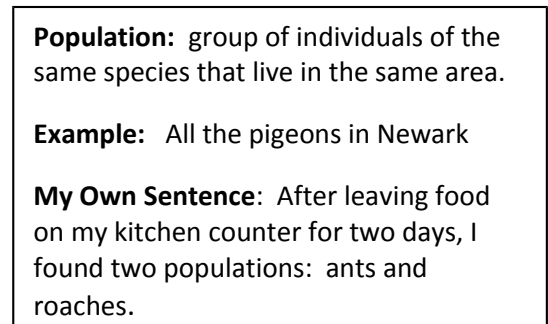 Population: group of individuals of the
same species that live in the same area.
Example: All the pigeons in Newark
My Own Sentence: After leaving food
on my kitchen counter for two days, I
found two populations: ants and
roaches.